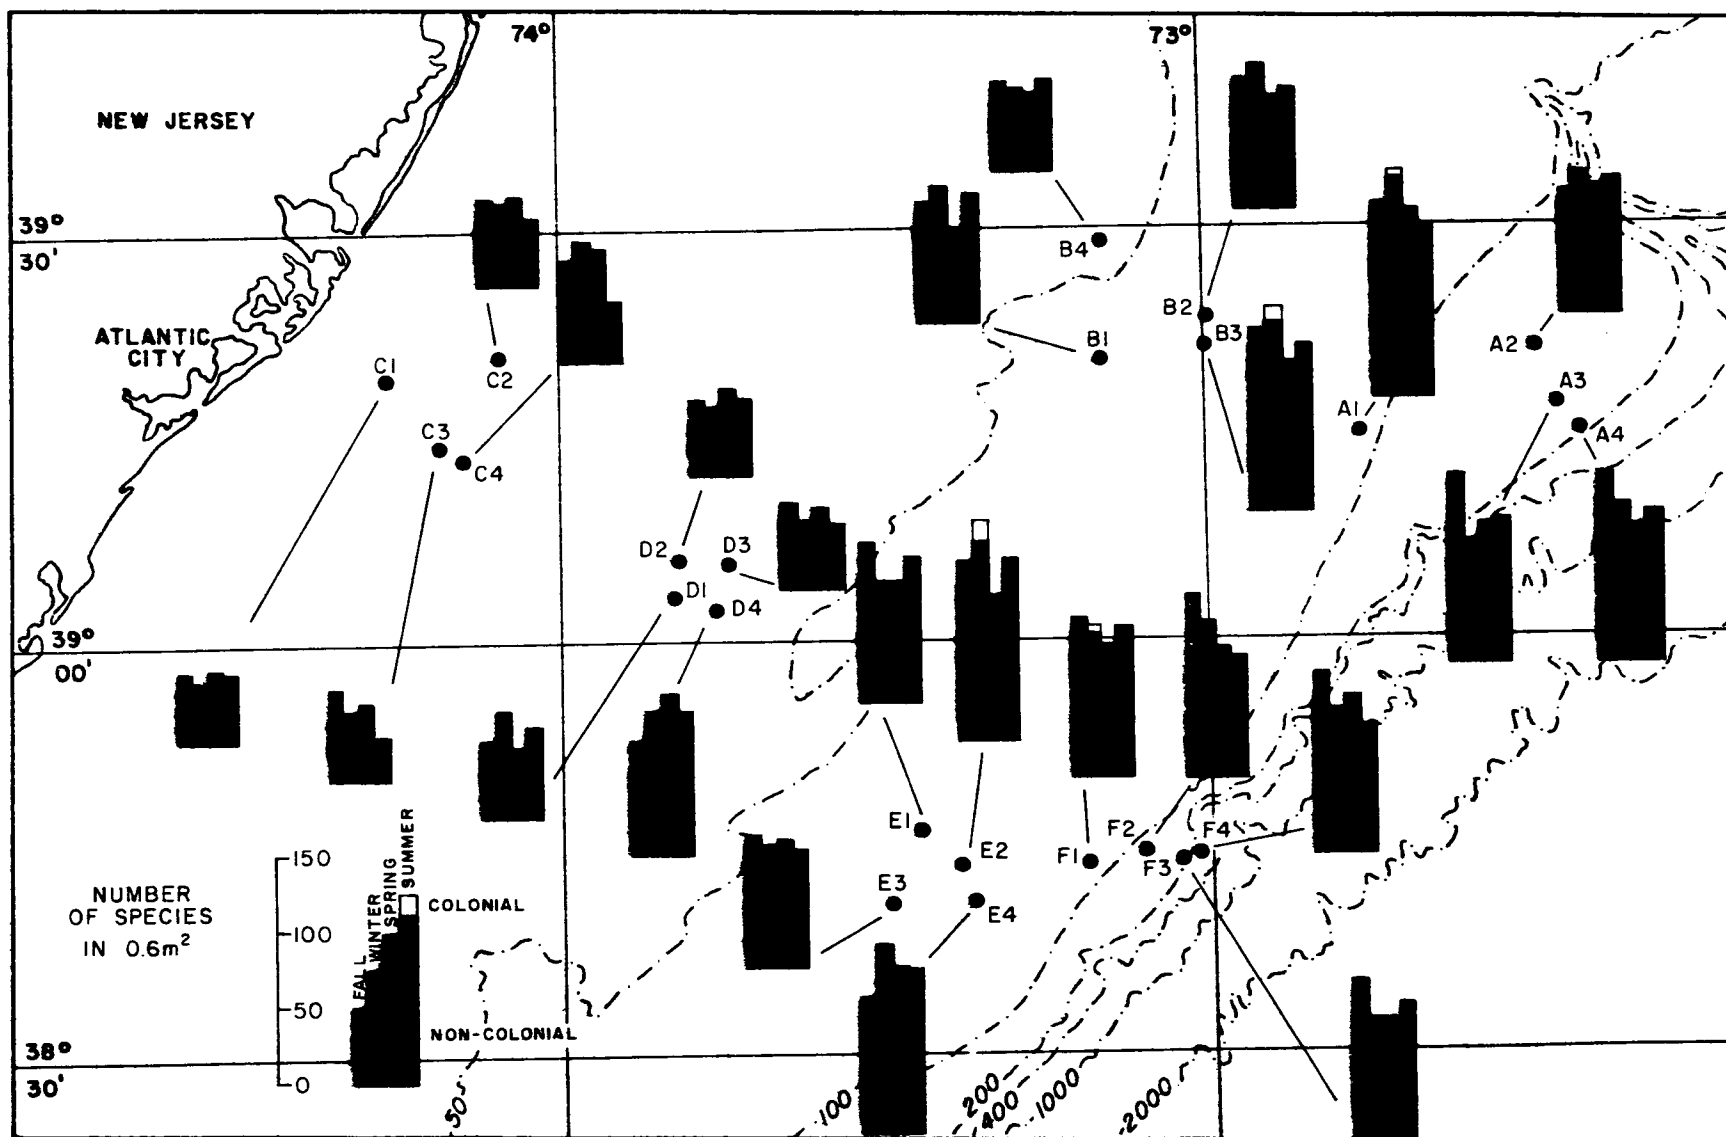 74°
73°
NEW JERSEY
39°
30'
B4
B2
B3
B1
A2
ATLANTIC
CITY
C1
C2
A3
A1
A4
C3
C4
D2
D3
D1
D4
39°
00'
E1
F2
F4
E2
F1
F3
E3
E4
NUMBER
OF SPECIES
IN 0.6m²
150
100
50
0
FALL
WINTER
SPRING
SUMMER
COLONIAL
NON-COLONIAL
38°
30'
50
100
200
400
1000
2000